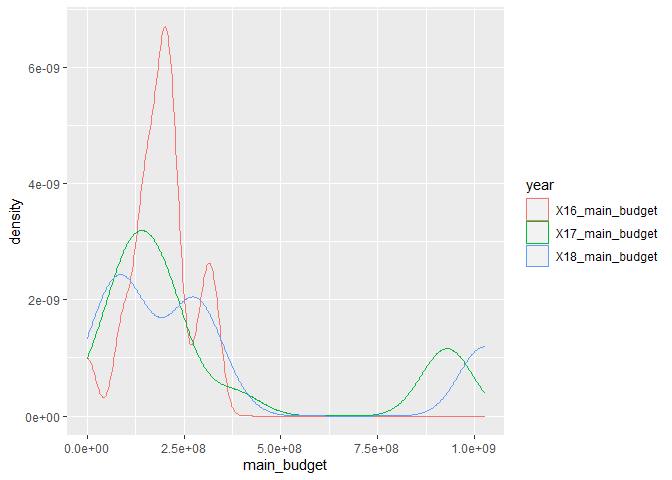 6e-09
4e-09
2e-09
0e+00
density
0.0e+00 2.5e+08 5.0e+08 7.5e+08 1.0e+09
main_budget
year
X16_main_budget
X17_main_budget
X18_main_budget